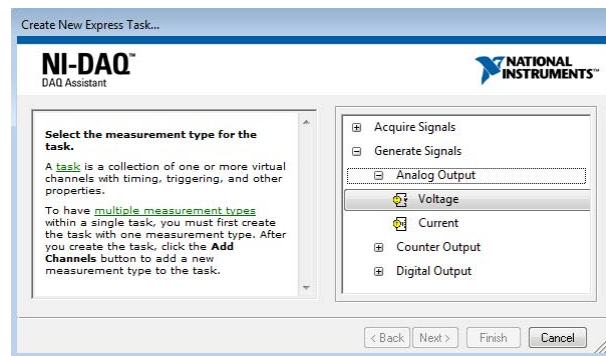 Create New Express Task...
NI-DAQ™
DAQ Assistant
NATIONAL
INSTRUMENTS™
Select the measurement type for the
task.
A task is a collection of one or more virtual
channels with timing, triggering, and other
properties.
To have multiple measurement types
within a single task, you must first create
the task with one measurement type. After
you create the task, click the Add
Channels button to add a new
measurement type to the task.
Acquire Signals
Generate Signals
Analog Output
Voltage
Current
Counter Output
Digital Output
< Back
Next >
Finish
Cancel